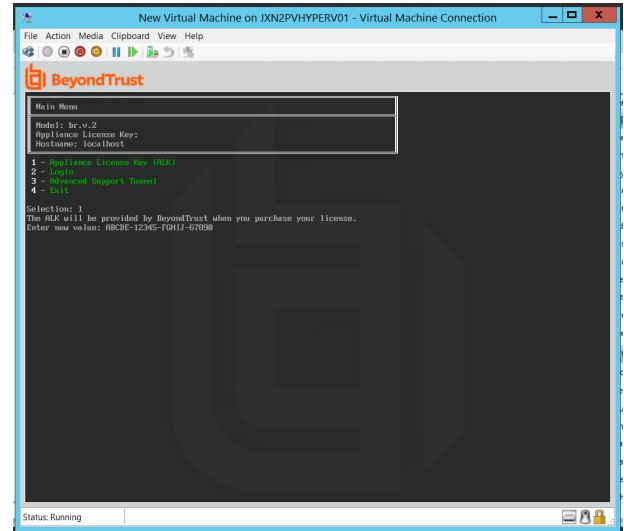 New Virtual Machine on JXN2PVHYPERV01 - Virtual Machine Connection
File Action Media Clipboard View Help
BeyondTrust
Main Menu
Model: br.v.2
Appliance License Key:
Hostname: localhost
1 - Appliance License Key (ALK)
2 - Login
3 - Advanced Support Tunnel
4 - Exit
Selection: 1
The ALK will be provided by BeyondTrust when you purchase your license.
Enter new value: ABCDE-12345-FGHIJ-67890
Status: Running